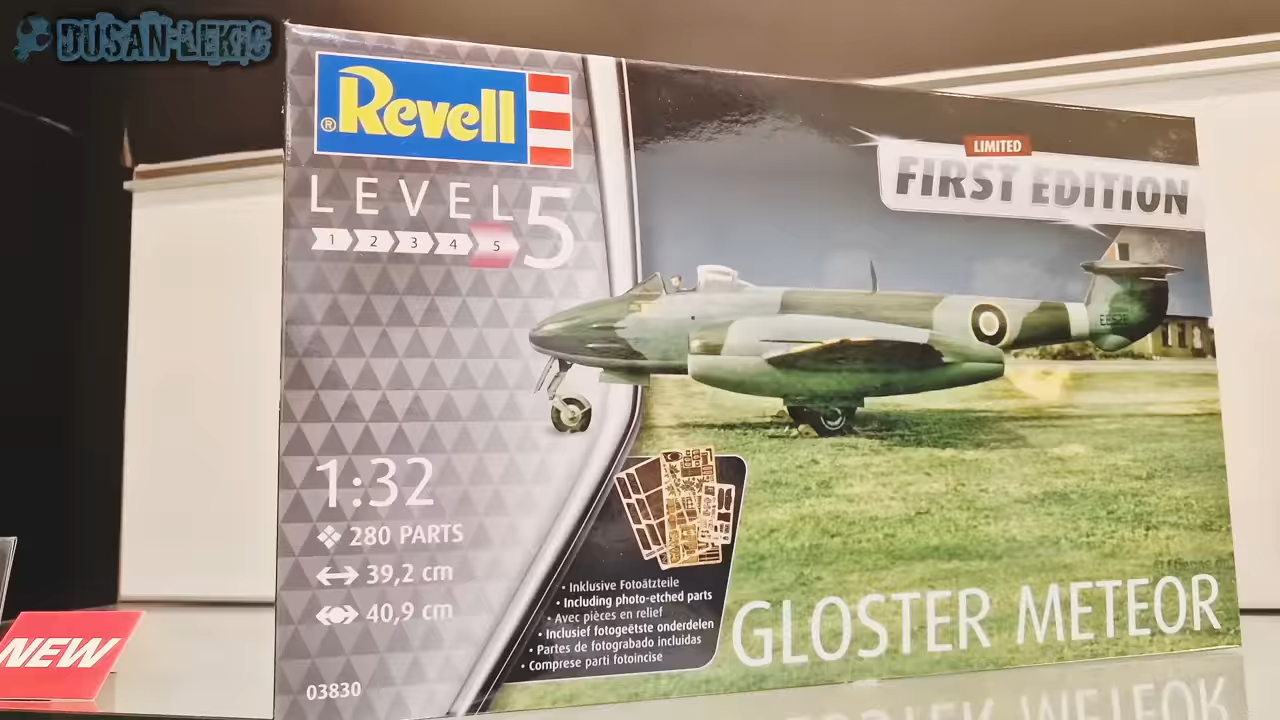 DUSAN LEKIC
® Revell
LIMITED
FIRST EDITION
LEVEL 5
1 2 3 4 5
1:32
280 PARTS
39,2 cm
40,9 cm
• Inklusive Fotoätzteile
• Including photo-etched parts
• Avec pièces en relief
• Inclusief fotogeëtste onderdelen
• Partes de fotograbado incluidas
• Comprese parti fotoincise
GLOSTER METEOR
03830
NEW